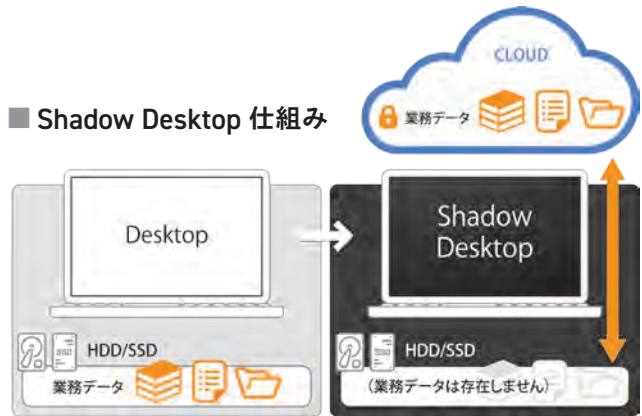 CLOUD
業務データ
■ Shadow Desktop 仕組み
Desktop
Shadow
Desktop
HDD/SSD
業務データ
HDD/SSD
(業務データは存在しません)